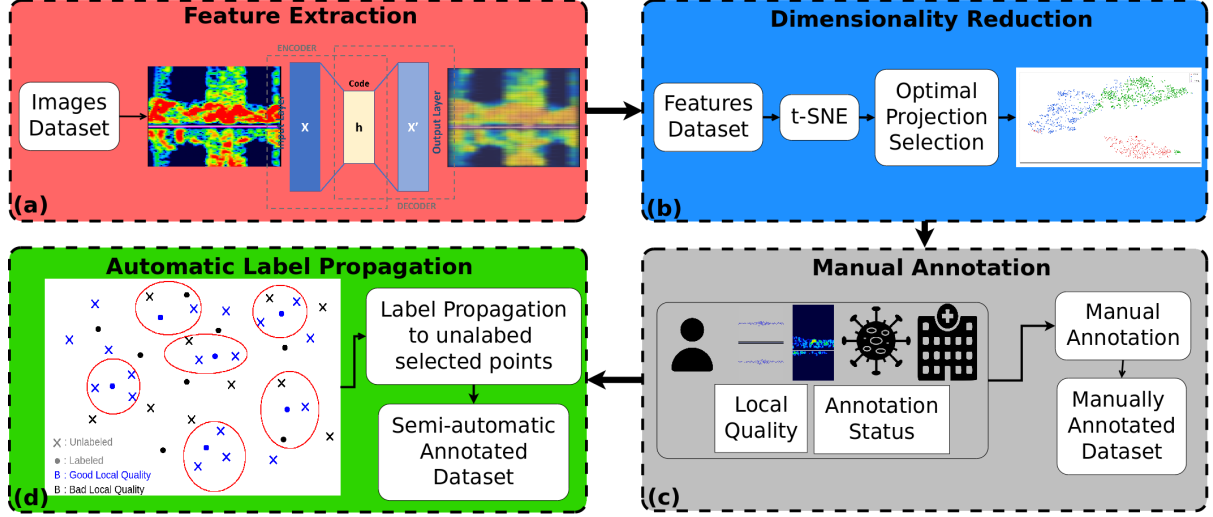 Feature Extraction
ENCODER
Images
Dataset
Input Layer
X
Code
h
X'
Output Layer
DECODER
(a)
Dimensionality Reduction
Features
Dataset
t-SNE
Optimal
Projection
Selection
(b)
Automatic Label Propagation
X : Unlabeled
● : Labeled
B : Good Local Quality
B : Bad Local Quality
Label Propagation
to unalabed
selected points
Semi-automatic
Annotated
Dataset
(d)
Manual Annotation
Local
Quality
Annotation
Status
Manual
Annotation
Manually
Annotated
Dataset
(c)